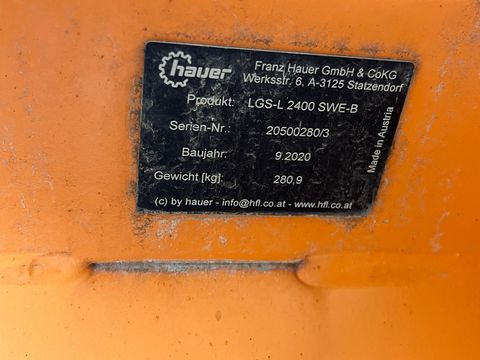 hauer
Franz Hauer GmbH & CoKG
Werksstr. 6, A-3125 Statzendorf
Produkt: LGS-L 2400 SWE-B
Serien-Nr.: 20500280/3
Baujahr: 9.2020
Gewicht [kg]: 280,9
(c) by hauer - info@hfl.co.at - www.hfl.co.at
Made in Austria